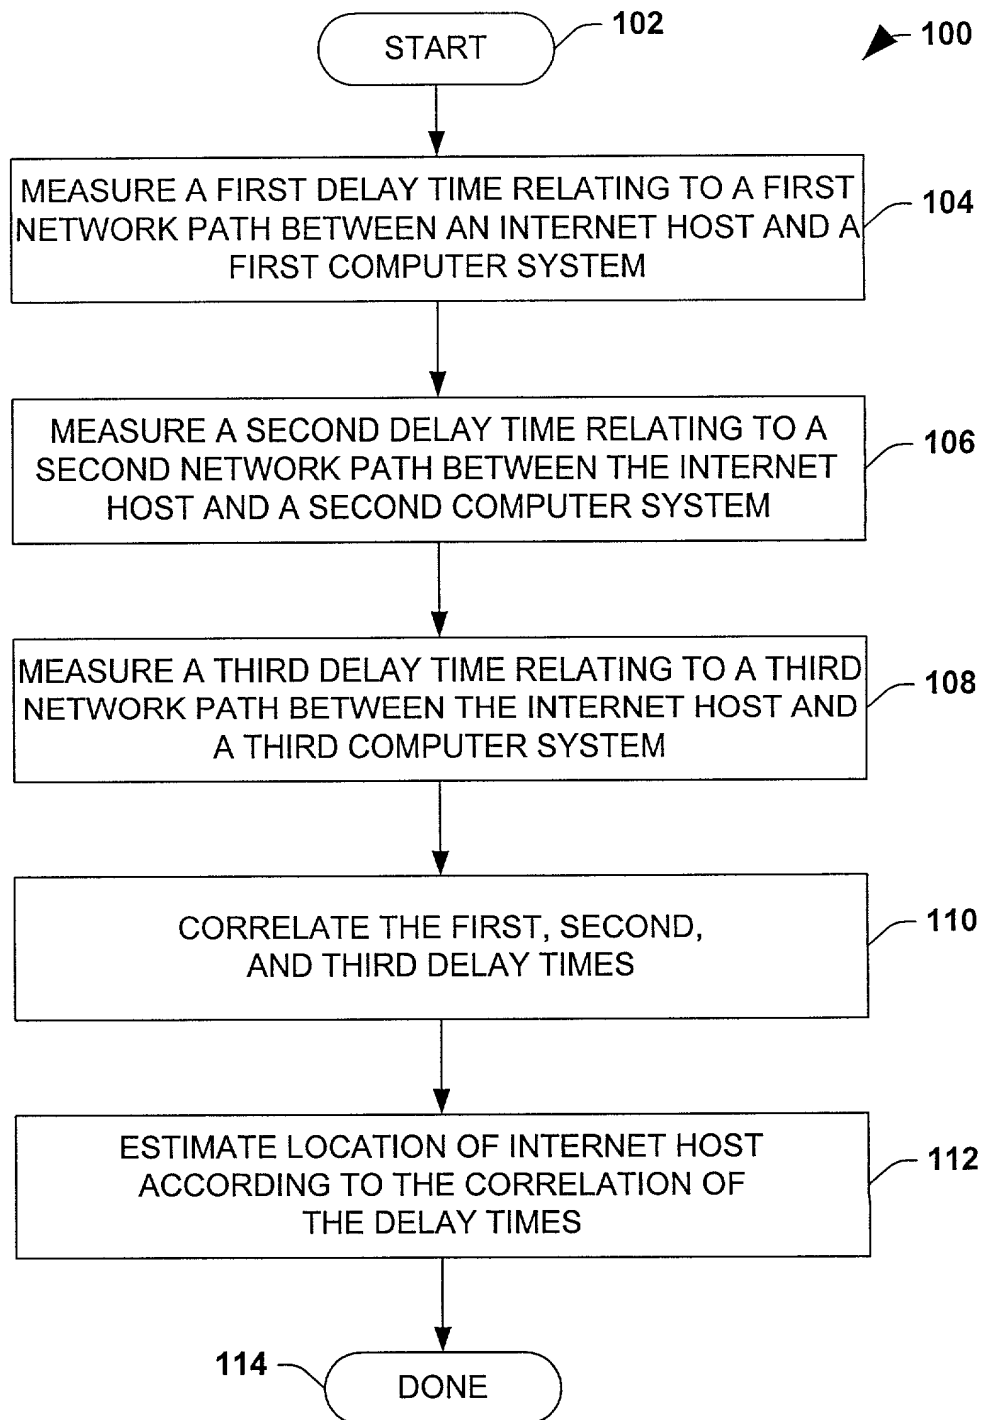 START
102
100
MEASURE A FIRST DELAY TIME RELATING TO A FIRST
NETWORK PATH BETWEEN AN INTERNET HOST AND A
FIRST COMPUTER SYSTEM
104
MEASURE A SECOND DELAY TIME RELATING TO A
SECOND NETWORK PATH BETWEEN THE INTERNET
HOST AND A SECOND COMPUTER SYSTEM
106
MEASURE A THIRD DELAY TIME RELATING TO A THIRD
NETWORK PATH BETWEEN THE INTERNET HOST AND
A THIRD COMPUTER SYSTEM
108
CORRELATE THE FIRST, SECOND,
AND THIRD DELAY TIMES
110
ESTIMATE LOCATION OF INTERNET HOST
ACCORDING TO THE CORRELATION OF
THE DELAY TIMES
112
114
DONE